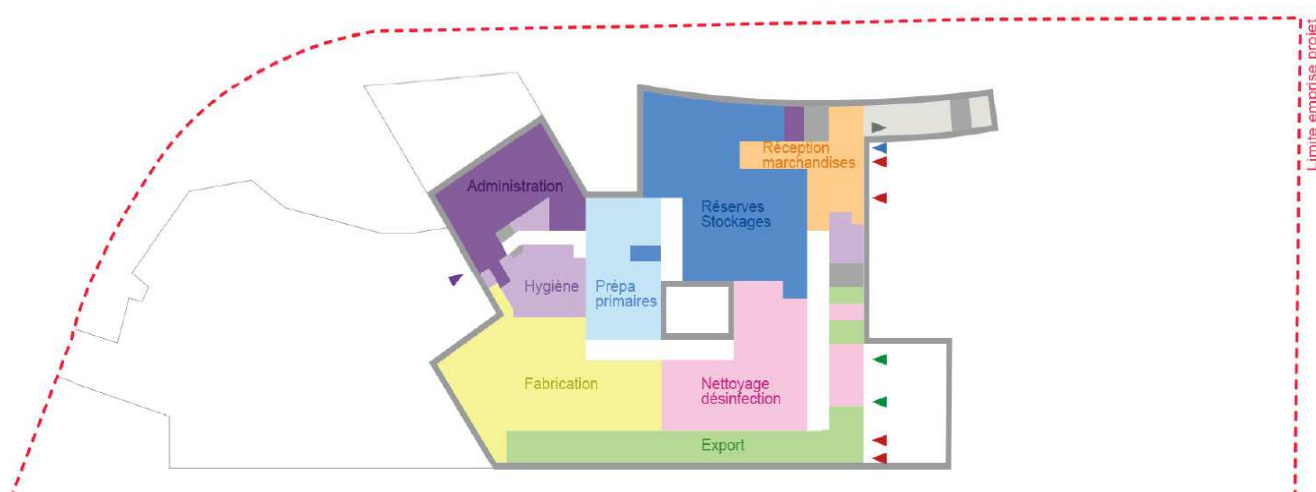 Limite emprise projet
Réception
marchandises
Administration
Réserves
Stockages
Hygiène
Prépa
primaires
Fabrication
Nettoyage
désinfection
Export